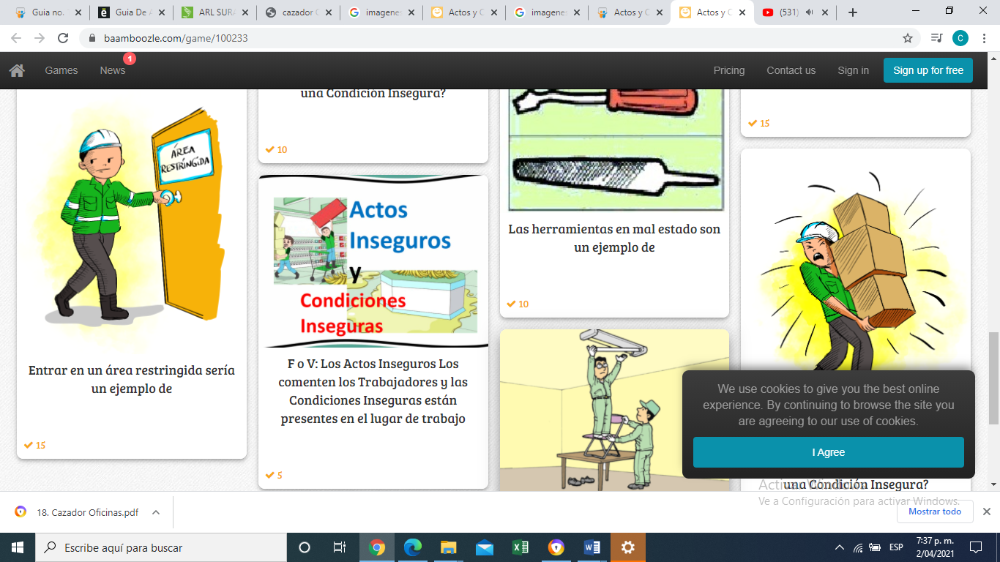 Guia no.
Guia De A
ARL SURA
cazador O
imagenes
Actos y C
imagenes
Actos y C
Actos y C
(531)
baamboozle.com/game/100233
C
Games
News
1
Pricing
Contact us
Sign in
Sign up for free
ÁREA
RESTRÍNGIDA
Entrar en un área restringida sería
un ejemplo de
15
una Condición Insegura?
10
Actos
Inseguros
y
Condiciones
Inseguras
F o V: Los Actos Inseguros Los
comenten los Trabajadores y las
Condiciones Inseguras están
presentes en el lugar de trabajo
5
Las herramientas en mal estado son
un ejemplo de
10
15
una Condición Insegura?
We use cookies to give you the best online
experience. By continuing to browse the site you
are agreeing to our use of cookies.
I Agree
Activar Windows
Ve a Configuración para activar Windows.
18. Cazador Oficinas.pdf
Mostrar todo
Escribe aquí para buscar
ESP
7:37 p. m.
2/04/2021